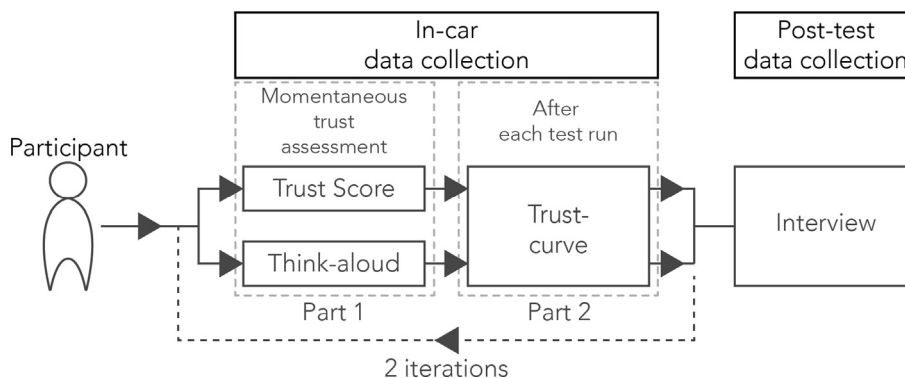 In-car
data collection
Post-test
data collection
Momentaneous
trust
assessment
After
each test run
Participant
Trust Score
Think-aloud
Trust-
curve
Interview
Part 1
Part 2
2 iterations